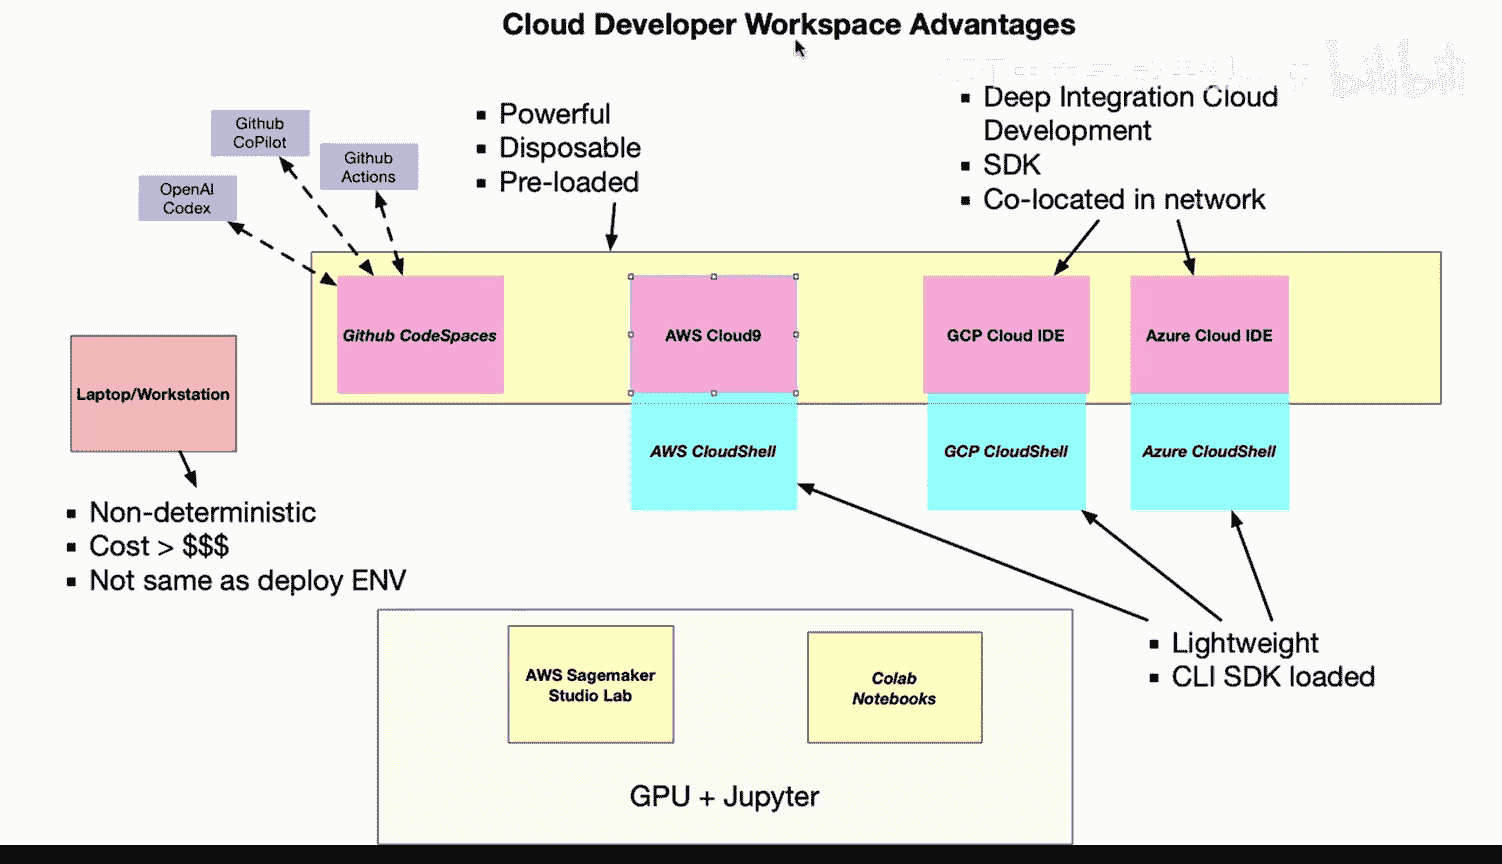 Cloud Developer Workspace Advantages
Github
CoPilot
Github
Actions
OpenAI
Codex
▪ Powerful
▪ Disposable
▪ Pre-loaded
▪ Deep Integration Cloud
Development
▪ SDK
▪ Co-located in network
Github CodeSpaces
AWS Cloud9
GCP Cloud IDE
Azure Cloud IDE
Laptop/Workstation
AWS CloudShell
GCP CloudShell
Azure CloudShell
▪ Non-deterministic
▪ Cost > $$$
▪ Not same as deploy ENV
▪ Lightweight
▪ CLI SDK loaded
AWS Sagemaker
Studio Lab
Colab
Notebooks
GPU + Jupyter
bilibili